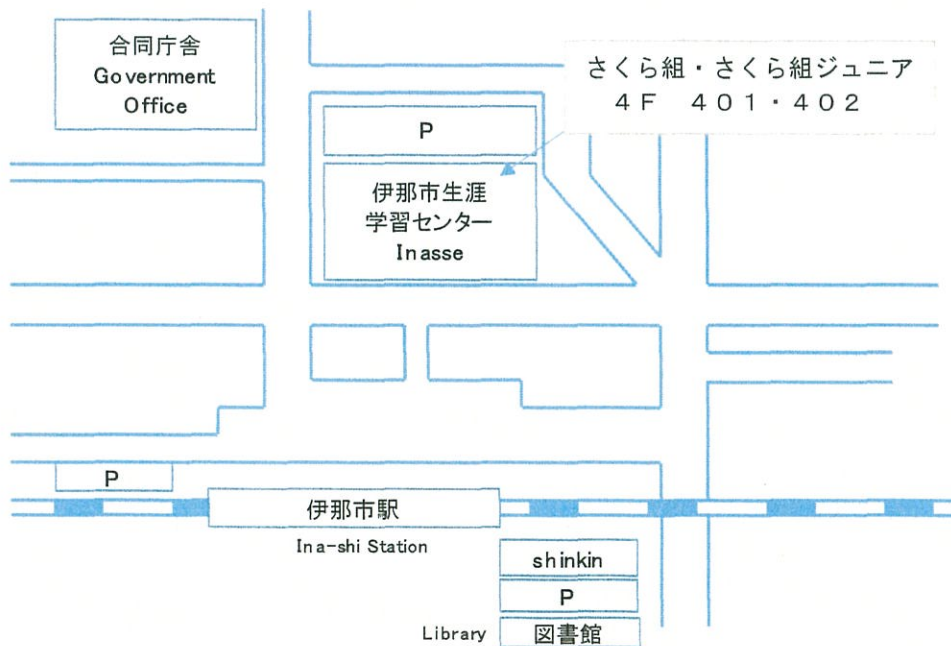 合同庁舎
Government
Office
さくら組・さくら組ジュニア
４Ｆ　４０１・４０２
P
伊那市生涯
学習センター
Inasse
P
伊那市駅
Ina-shi Station
shinkin
P
Library
図書館